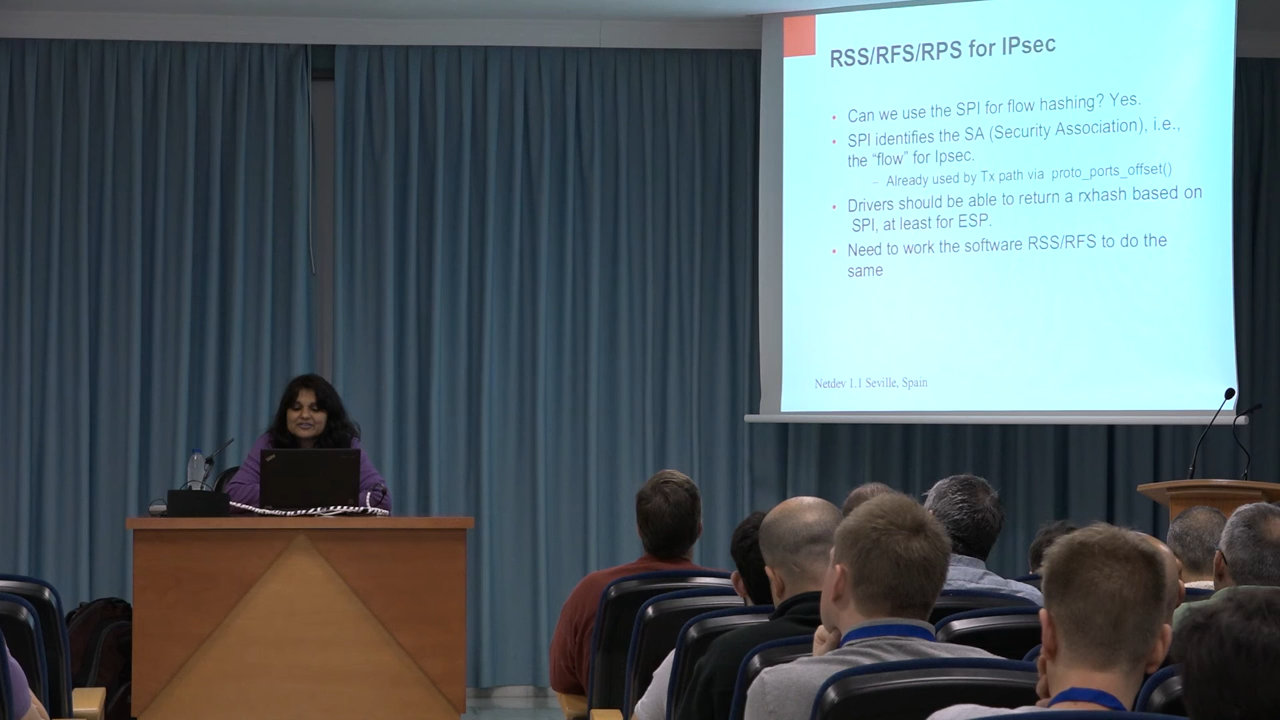 RSS/RFS/RPS for IPsec
Can we use the SPI for flow hashing? Yes.
SPI identifies the SA (Security Association), i.e.,
the “flow” for Ipsec.
– Already used by Tx path via proto_ports_offset()
Drivers should be able to return a rxhash based on
SPI, at least for ESP.
Need to work the software RSS/RFS to do the
same
Netdev 1.1 Seville, Spain